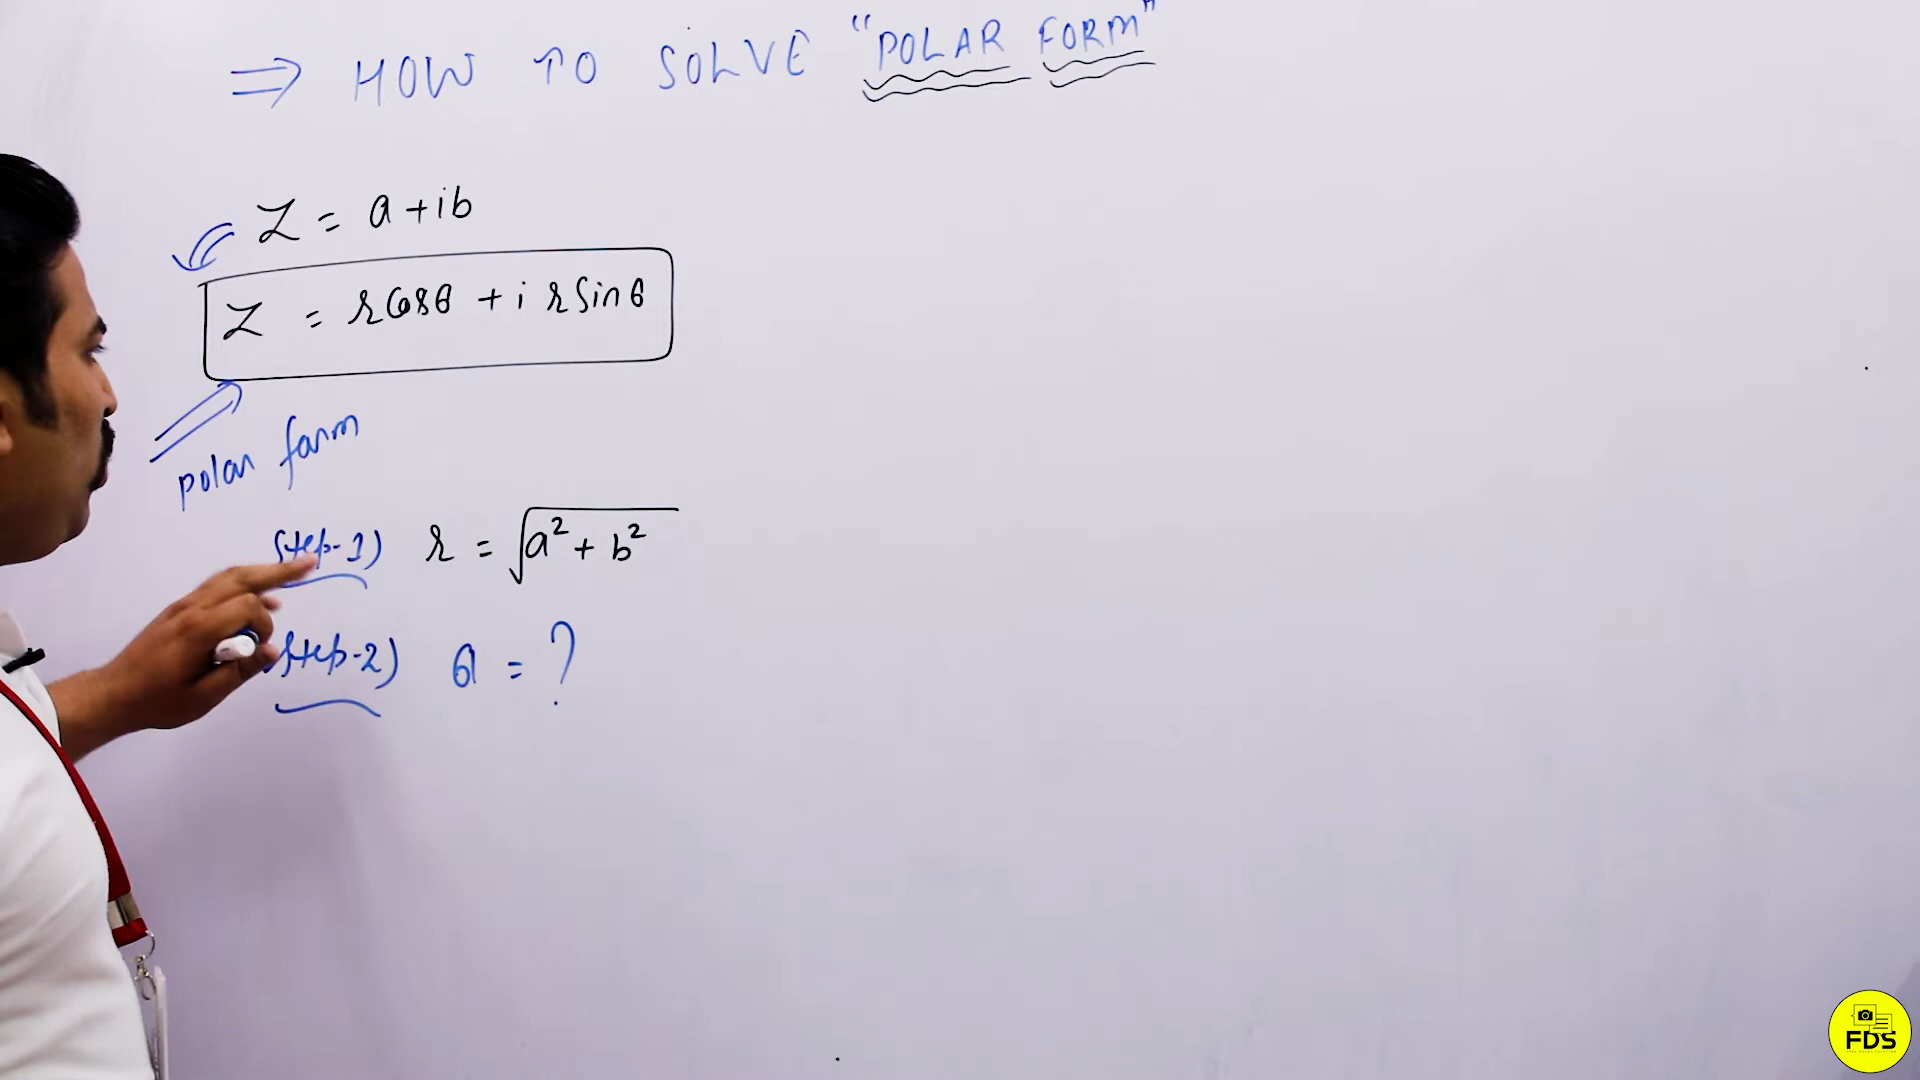 ⇒ HOW TO SOLVE "POLAR FORM"
Z = a + ib
Z = r Cosθ + i r Sinθ
polar form
Step-1) r = √a² + b²
Step-2) θ = ?
FDS